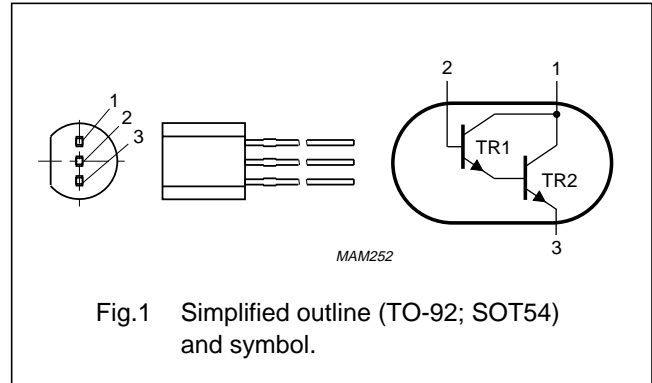 1
2
3
2
1
TR1
TR2
3
MAM252
Fig.1 Simplified outline (TO-92; SOT54)
and symbol.